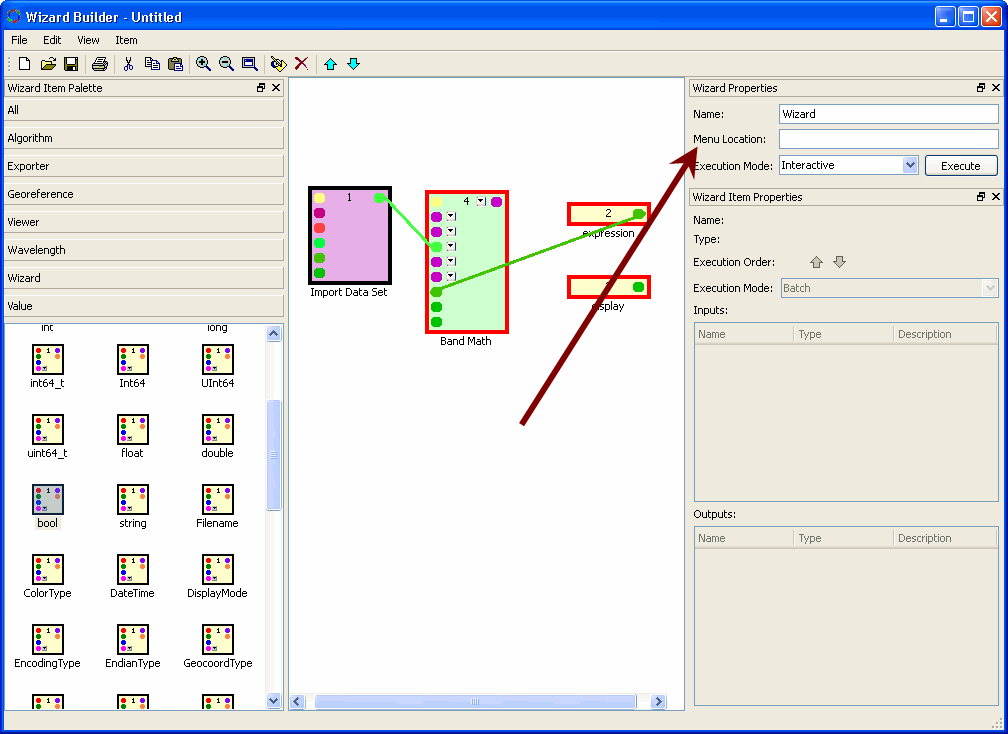 Wizard Builder - Untitled
File Edit View Item
Wizard Item Palette
All
Algorithm
Exporter
Georeference
Viewer
Wavelength
Wizard
Value
int long
int64_t Int64 UInt64
uint64_t float double
bool string Filename
ColorType DateTime DisplayMode
EncodingType EndianType GeocoordType
1
Import Data Set
4
Band Math
2
expression
display
Wizard Properties
Name: Wizard
Menu Location:
Execution Mode: Interactive Execute
Wizard Item Properties
Name:
Type:
Execution Order:
Execution Mode: Batch
Inputs:
Name Type Description
Outputs:
Name Type Description